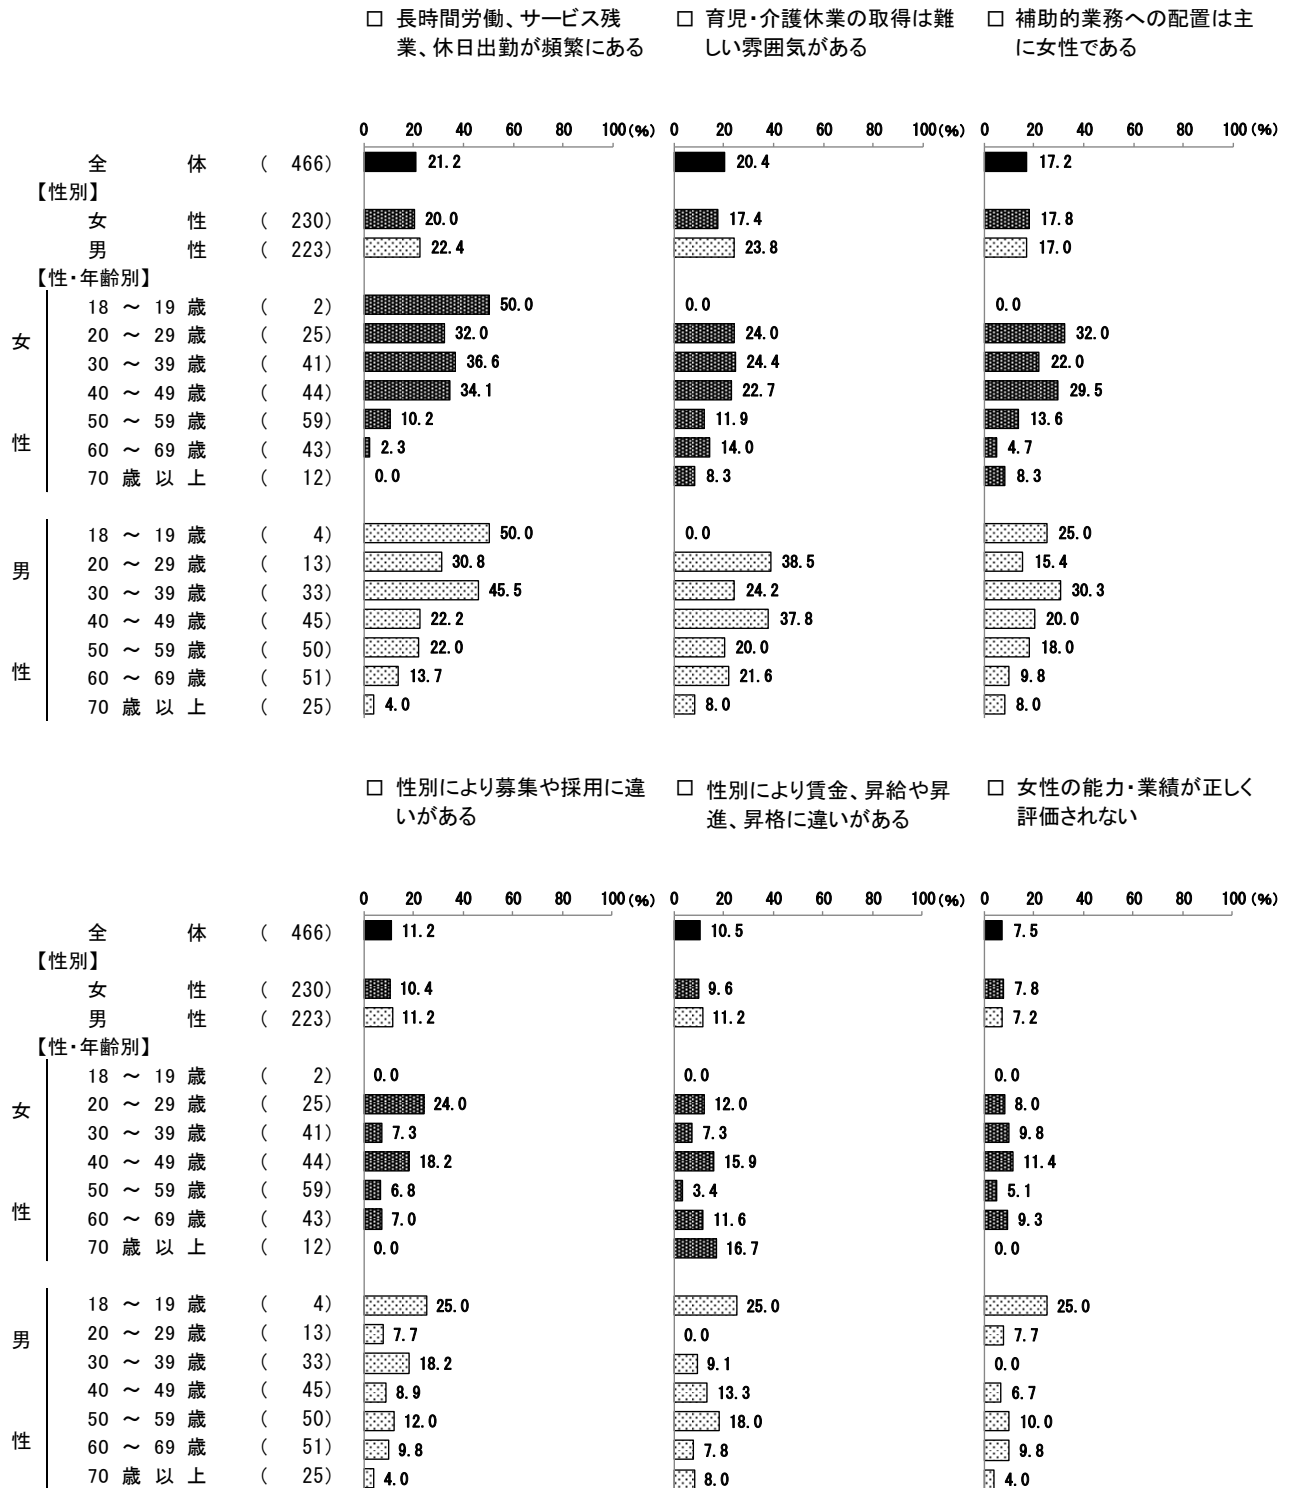 □ 長時間労働、サービス残
業、休日出勤が頻繁にある
□ 育児・介護休業の取得は難
しい雰囲気がある
□ 補助的業務への配置は主
に女性である
0 20 40 60 80 100(%) 0 20 40 60 80 100(%) 0 20 40 60 80 100(%)
全体 ( 466) 21.2 20.4 17.2
【性別】
女性 ( 230) 20.0 17.4 17.8
男性 ( 223) 22.4 23.8 17.0
【性・年齢別】
女性
18 ～ 19 歳 ( 2) 50.0 0.0 0.0
20 ～ 29 歳 ( 25) 32.0 24.0 32.0
30 ～ 39 歳 ( 41) 36.6 24.4 22.0
40 ～ 49 歳 ( 44) 34.1 22.7 29.5
50 ～ 59 歳 ( 59) 10.2 11.9 13.6
60 ～ 69 歳 ( 43) 2.3 14.0 4.7
70 歳 以 上 ( 12) 0.0 8.3 8.3
男性
18 ～ 19 歳 ( 4) 50.0 0.0 25.0
20 ～ 29 歳 ( 13) 30.8 38.5 15.4
30 ～ 39 歳 ( 33) 45.5 24.2 30.3
40 ～ 49 歳 ( 45) 22.2 37.8 20.0
50 ～ 59 歳 ( 50) 22.0 20.0 18.0
60 ～ 69 歳 ( 51) 13.7 21.6 9.8
70 歳 以 上 ( 25) 4.0 8.0 8.0
□ 性別により募集や採用に違
いがある
□ 性別により賃金、昇給や昇
進、昇格に違いがある
□ 女性の能力・業績が正しく
評価されない
0 20 40 60 80 100(%) 0 20 40 60 80 100(%) 0 20 40 60 80 100(%)
全体 ( 466) 11.2 10.5 7.5
【性別】
女性 ( 230) 10.4 9.6 7.8
男性 ( 223) 11.2 11.2 7.2
【性・年齢別】
女性
18 ～ 19 歳 ( 2) 0.0 0.0 0.0
20 ～ 29 歳 ( 25) 24.0 12.0 8.0
30 ～ 39 歳 ( 41) 7.3 7.3 9.8
40 ～ 49 歳 ( 44) 18.2 15.9 11.4
50 ～ 59 歳 ( 59) 6.8 3.4 5.1
60 ～ 69 歳 ( 43) 7.0 11.6 9.3
70 歳 以 上 ( 12) 0.0 16.7 0.0
男性
18 ～ 19 歳 ( 4) 25.0 25.0 25.0
20 ～ 29 歳 ( 13) 7.7 0.0 7.7
30 ～ 39 歳 ( 33) 18.2 9.1 0.0
40 ～ 49 歳 ( 45) 8.9 13.3 6.7
50 ～ 59 歳 ( 50) 12.0 18.0 10.0
60 ～ 69 歳 ( 51) 9.8 7.8 9.8
70 歳 以 上 ( 25) 4.0 8.0 4.0